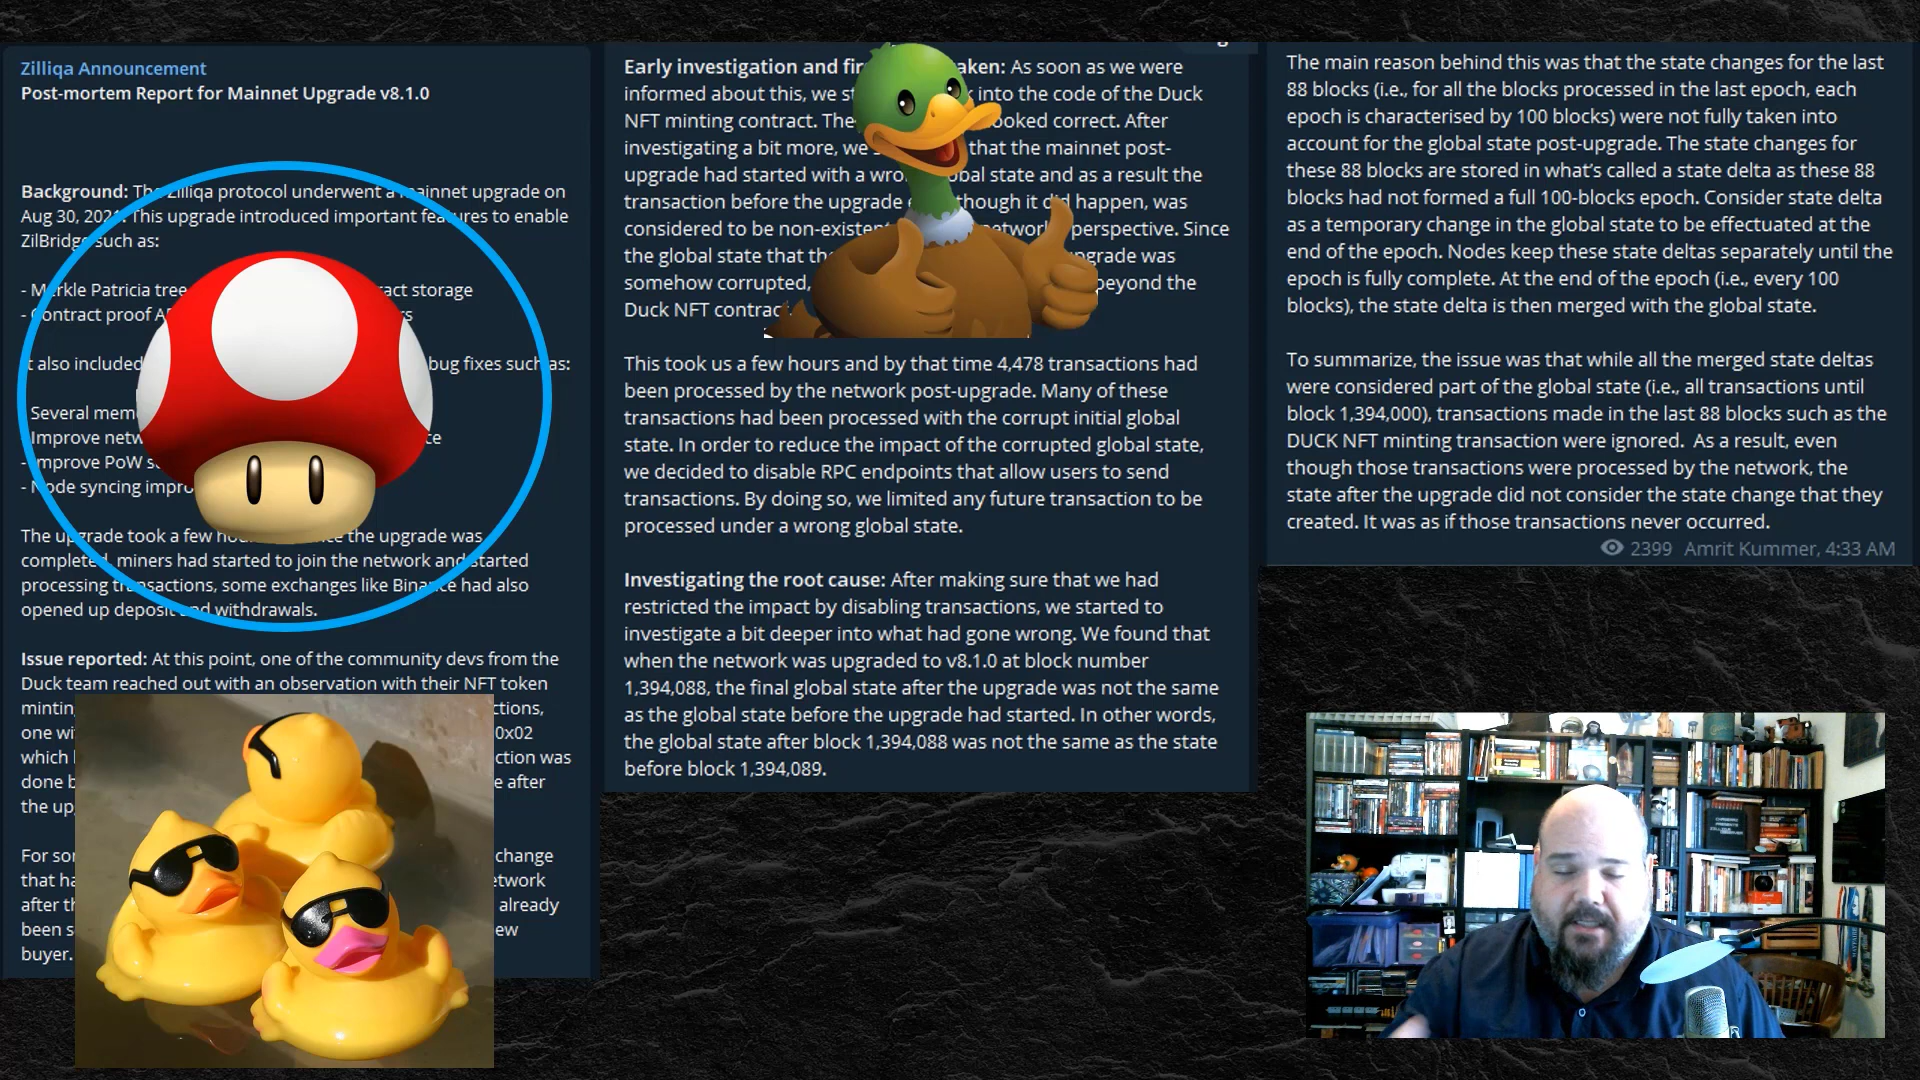 Zilliqa Announcement
Post-mortem Report for Mainnet Upgrade v8.1.0
Background: The Zilliqa protocol underwent a mainnet upgrade on
Aug 30, 2021. This upgrade introduced important features to enable
ZilBridge such as:
- Merkle Patricia tree act storage
- Contract proof
t also included bug fixes such as:
Several
Improve
- Improve PoW
- Node syncing
The upgrade took a few the upgrade was
completed, miners had started to join the network and started
processing transactions, some exchanges like Binance had also
opened up deposit and withdrawals.
Issue reported: At this point, one of the community devs from the
Duck team reached out with an observation with their NFT token
ctions,
one 0x02
which ction was
done e after
the
For change
that etwork
after already
been ew
buyer.
Early investigation and aken: As soon as we were
informed about this, we into the code of the Duck
NFT minting contract. The ooked correct. After
investigating a bit more, we that the mainnet post-
upgrade had started with a bal state and as a result the
transaction before the upgrade though it did happen, was
considered to be etwork perspective. Since
the global state that pgrade was
somehow corrupted, beyond the
Duck NFT contract
This took us a few hours and by that time 4,478 transactions had
been processed by the network post-upgrade. Many of these
transactions had been processed with the corrupt initial global
state. In order to reduce the impact of the corrupted global state,
we decided to disable RPC endpoints that allow users to send
transactions. By doing so, we limited any future transaction to be
processed under a wrong global state.
Investigating the root cause: After making sure that we had
restricted the impact by disabling transactions, we started to
investigate a bit deeper into what had gone wrong. We found that
when the network was upgraded to v8.1.0 at block number
1,394,088, the final global state after the upgrade was not the same
as the global state before the upgrade had started. In other words,
the global state after block 1,394,088 was not the same as the state
before block 1,394,089.
The main reason behind this was that the state changes for the last
88 blocks (i.e., for all the blocks processed in the last epoch, each
epoch is characterised by 100 blocks) were not fully taken into
account for the global state post-upgrade. The state changes for
these 88 blocks are stored in what's called a state delta as these 88
blocks had not formed a full 100-blocks epoch. Consider state delta
as a temporary change in the global state to be effectuated at the
end of the epoch. Nodes keep these state deltas separately until the
epoch is fully complete. At the end of the epoch (i.e., every 100
blocks), the state delta is then merged with the global state.
To summarize, the issue was that while all the merged state deltas
were considered part of the global state (i.e., all transactions until
block 1,394,000), transactions made in the last 88 blocks such as the
DUCK NFT minting transaction were ignored. As a result, even
though those transactions were processed by the network, the
state after the upgrade did not consider the state change that they
created. It was as if those transactions never occurred.
2399 Amrit Kummer, 4:33 AM